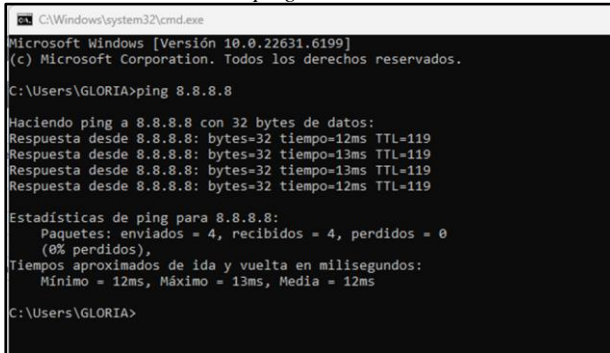 C:\Windows\system32\cmd.exe
Microsoft Windows [Versión 10.0.22631.6199]
(c) Microsoft Corporation. Todos los derechos reservados.
C:\Users\GLORIA>ping 8.8.8.8
Haciendo ping a 8.8.8.8 con 32 bytes de datos:
Respuesta desde 8.8.8.8: bytes=32 tiempo=12ms TTL=119
Respuesta desde 8.8.8.8: bytes=32 tiempo=13ms TTL=119
Respuesta desde 8.8.8.8: bytes=32 tiempo=13ms TTL=119
Respuesta desde 8.8.8.8: bytes=32 tiempo=12ms TTL=119
Estadísticas de ping para 8.8.8.8:
Paquetes: enviados = 4, recibidos = 4, perdidos = 0
(0% perdidos),
Tiempos aproximados de ida y vuelta en milisegundos:
Mínimo = 12ms, Máximo = 13ms, Media = 12ms
C:\Users\GLORIA>